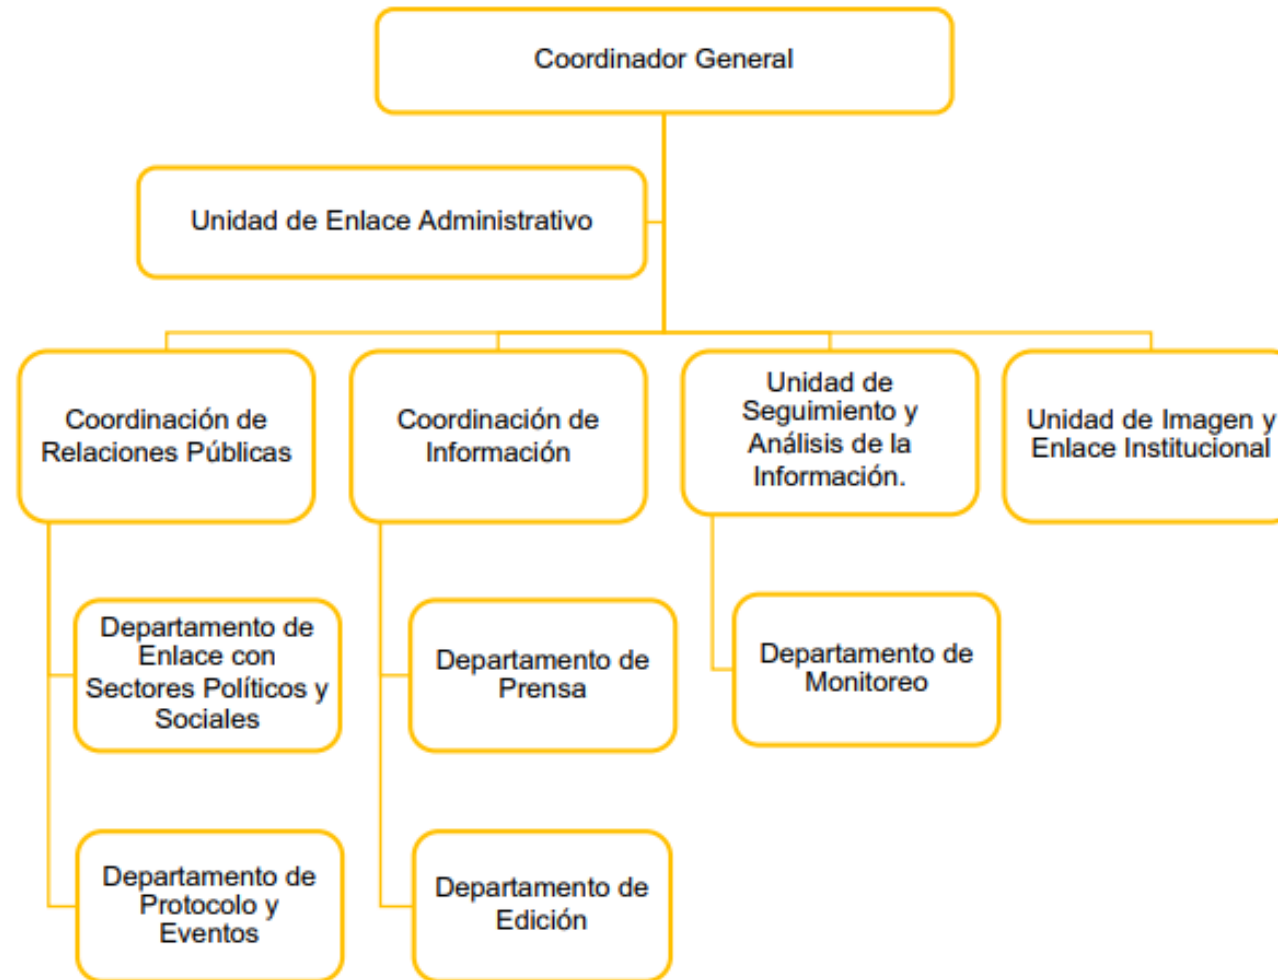 Coordinador General
Unidad de Enlace Administrativo
Coordinación de
Relaciones Públicas
Coordinación de
Información
Unidad de
Seguimiento y
Análisis de la
Información.
Unidad de Imagen y
Enlace Institucional
Departamento de
Enlace con
Sectores Políticos y
Sociales
Departamento de
Prensa
Departamento de
Monitoreo
Departamento de
Protocolo y
Eventos
Departamento de
Edición